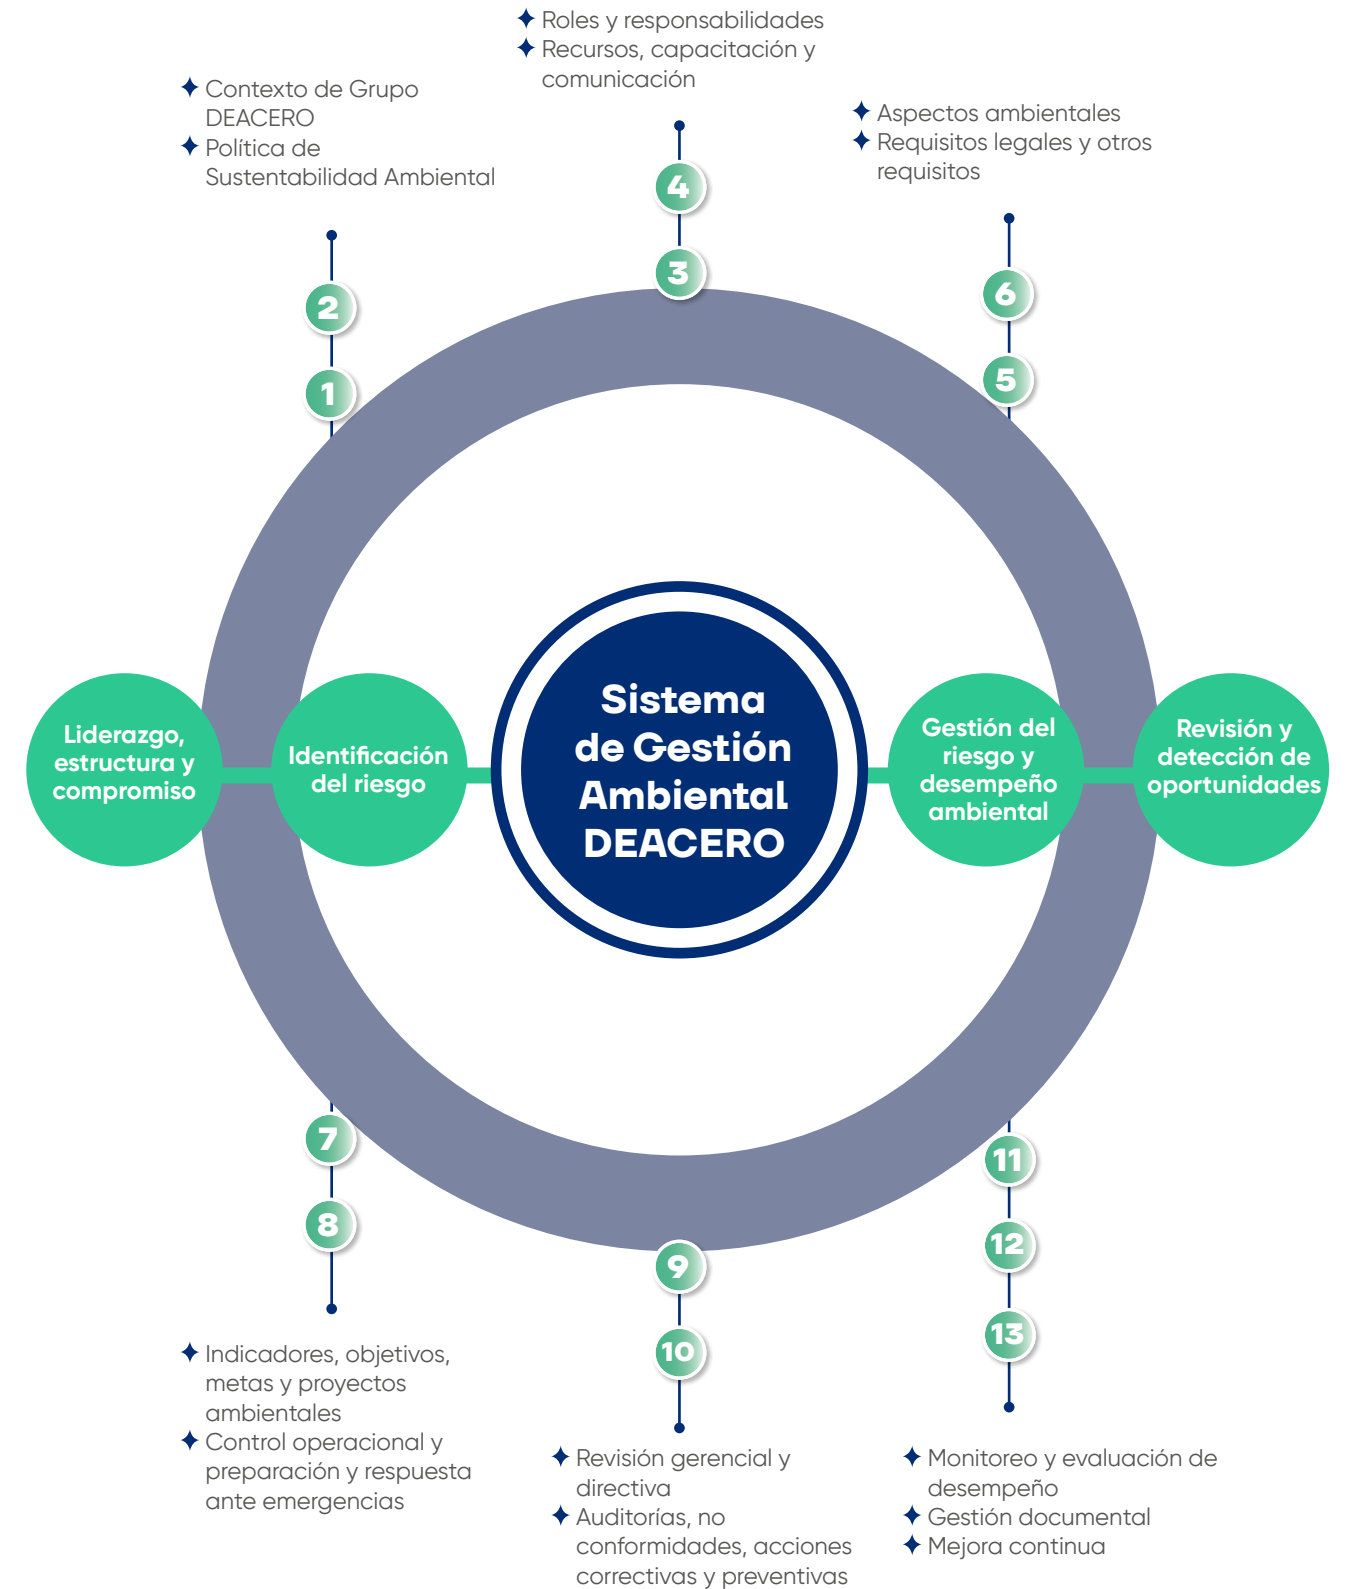 Roles y responsabilidades
Recursos, capacitación y
comunicación
Contexto de Grupo
DEACERO
Política de
Sustentabilidad Ambiental
Aspectos ambientales
Requisitos legales y otros
requisitos
4
3
2
1
6
5
Liderazgo,
estructura y
compromiso
Identificación
del riesgo
Sistema
de Gestión
Ambiental
DEACERO
Gestión del
riesgo y
desempeño
ambiental
Revisión y
detección de
oportunidades
7
8
9
10
11
12
13
Indicadores, objetivos,
metas y proyectos
ambientales
Control operacional y
preparación y respuesta
ante emergencias
Revisión gerencial y
directiva
Auditorías, no
conformidades, acciones
correctivas y preventivas
Monitoreo y evaluación de
desempeño
Gestión documental
Mejora continua